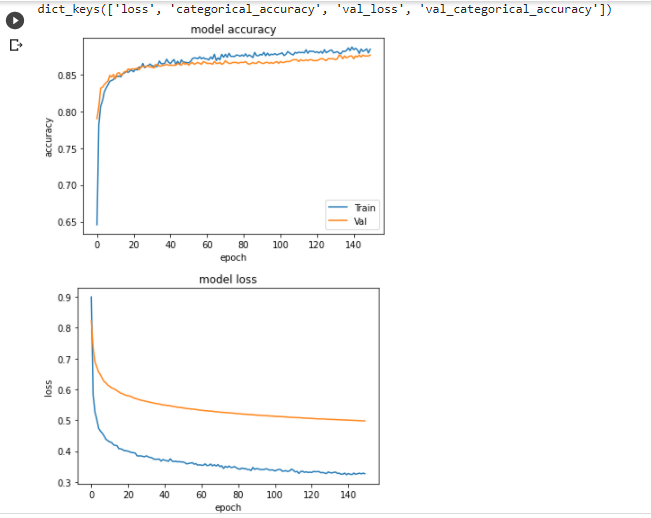 dict_keys(['loss', 'categorical_accuracy', 'val_loss', 'val_categorical_accuracy'])
model accuracy
0.85
0.80
0.75
0.70
0.65
accuracy
Train
Val
0 20 40 60 80 100 120 140
epoch
model loss
0.9
0.8
0.7
0.6
0.5
0.4
0.3
loss
0 20 40 60 80 100 120 140
epoch